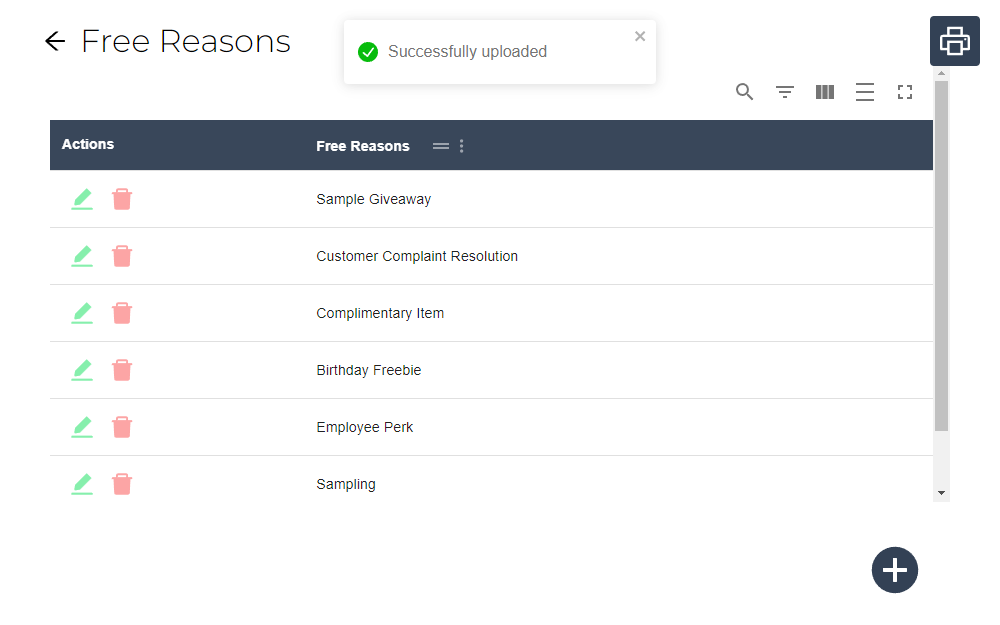 Free Reasons
Successfully uploaded
Actions
Free Reasons
Sample Giveaway
Customer Complaint Resolution
Complimentary Item
Birthday Freebie
Employee Perk
Sampling